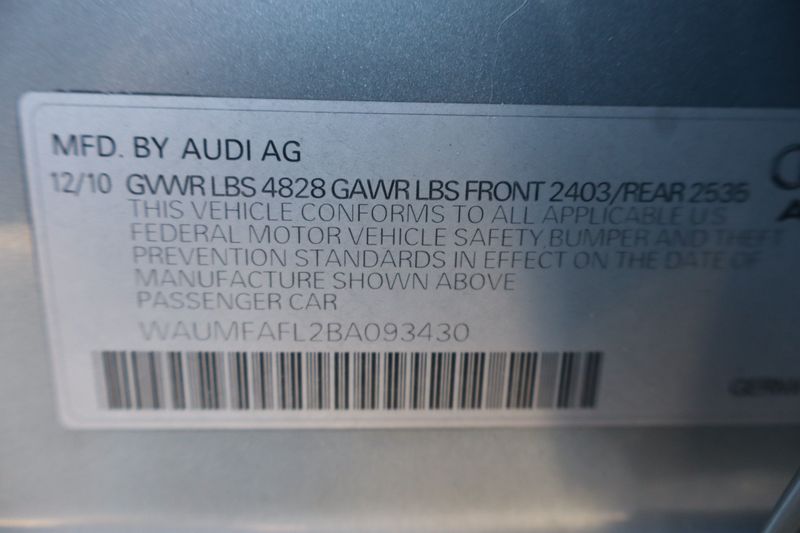 MFD. BY AUDI AG
12/10 GVWR LBS 4828 GAWR LBS FRONT 2403/REAR 2535
THIS VEHICLE CONFORMS TO ALL APPLICABLE U.S
FEDERAL MOTOR VEHICLE SAFETY, BUMPER AND THEFT
PREVENTION STANDARDS IN EFFECT ON THE DATE OF
MANUFACTURE SHOWN ABOVE
PASSENGER CAR
WAUMFAFL2BA093430